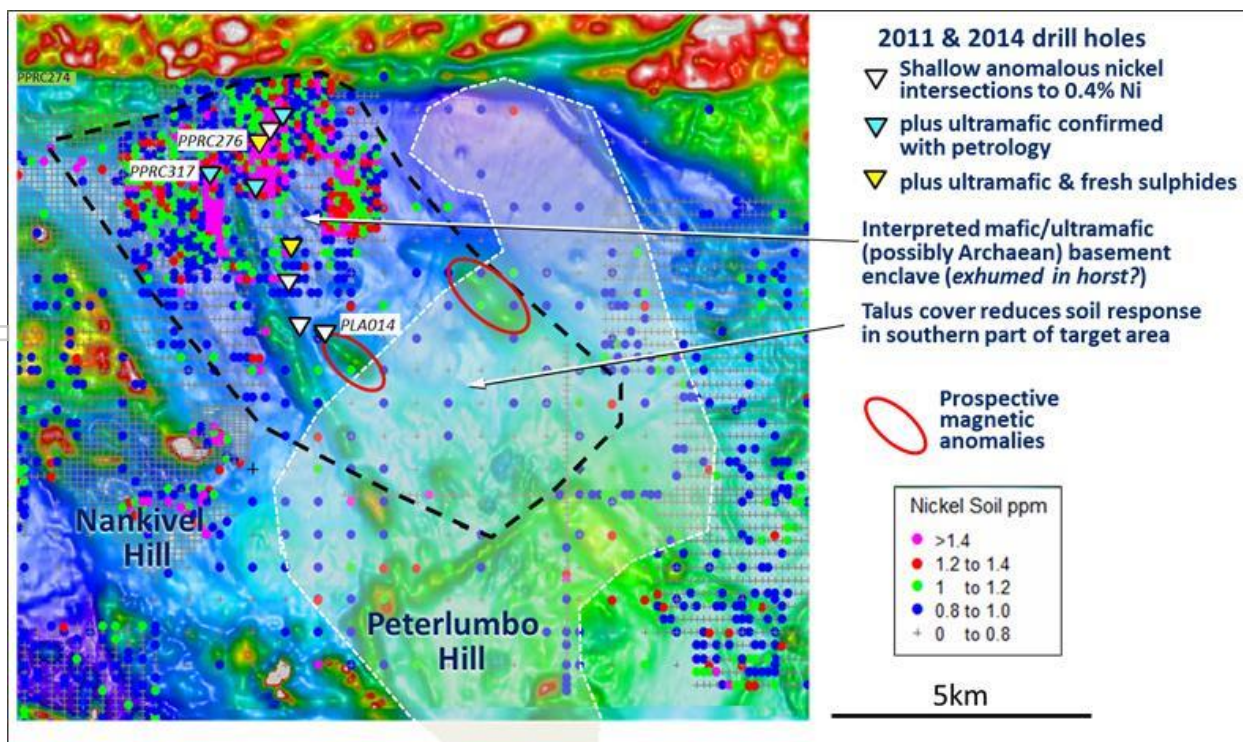 PPRC274
PPRC276
PPRC317
PLA014
Nankivel
Hill
Peterlumbo
Hill
2011 & 2014 drill holes
Shallow anomalous nickel
intersections to 0.4% Ni
plus ultramafic confirmed
with petrology
plus ultramafic & fresh sulphides
Interpreted mafic/ultramafic
(possibly Archaean) basement
enclave (exhumed in horst?)
Talus cover reduces soil response
in southern part of target area
Prospective
magnetic
anomalies
Nickel Soil ppm
>1.4
1.2 to 1.4
1 to 1.2
0.8 to 1.0
0 to 0.8
5km